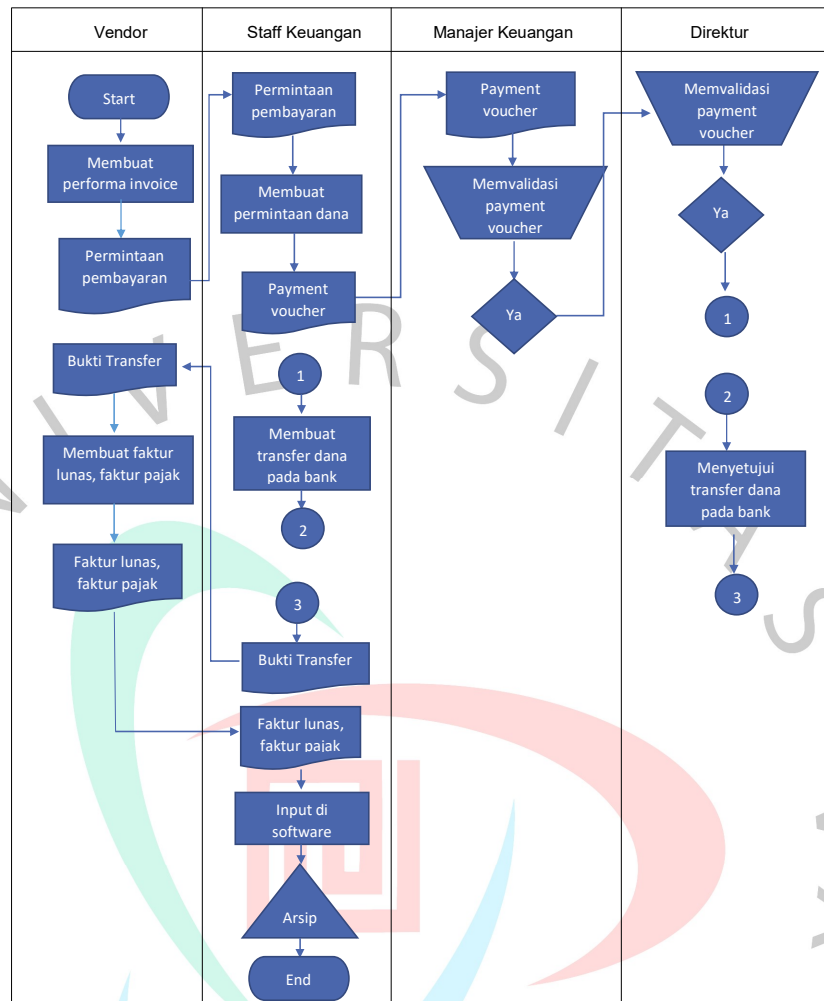 Vendor
Staff Keuangan
Manajer Keuangan
Direktur
Start
Membuat
performa invoice
Permintaan
pembayaran
Permintaan
pembayaran
Membuat
permintaan dana
Payment
voucher
Payment
voucher
Memvalidasi
payment
voucher
Ya
Memvalidasi
payment
voucher
Ya
1
Bukti Transfer
Membuat faktur
lunas, faktur pajak
Faktur lunas,
faktur pajak
1
Membuat
transfer dana
pada bank
2
2
Menyetujui
transfer dana
pada bank
3
3
Bukti Transfer
Faktur lunas,
faktur pajak
Input di
software
Arsip
End
NIVERSITAS